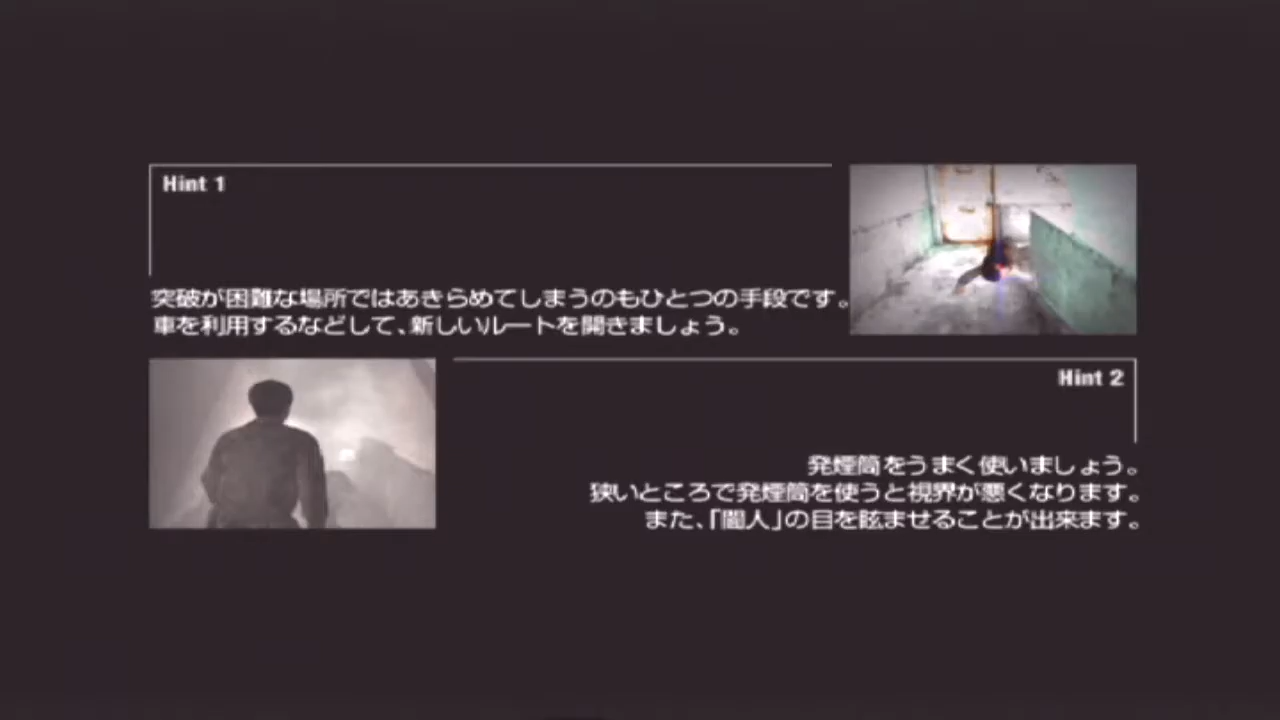 Hint 1
突破が困難な場所ではあきらめてしまうのもひとつの手段です。
車を利用するなどして、新しいルートを開きましょう。
Hint 2
発煙筒をうまく使いましょう。
狭いところで発煙筒を使うと視界が悪くなります。
また、「闇人」の目を眩ませることが出来ます。